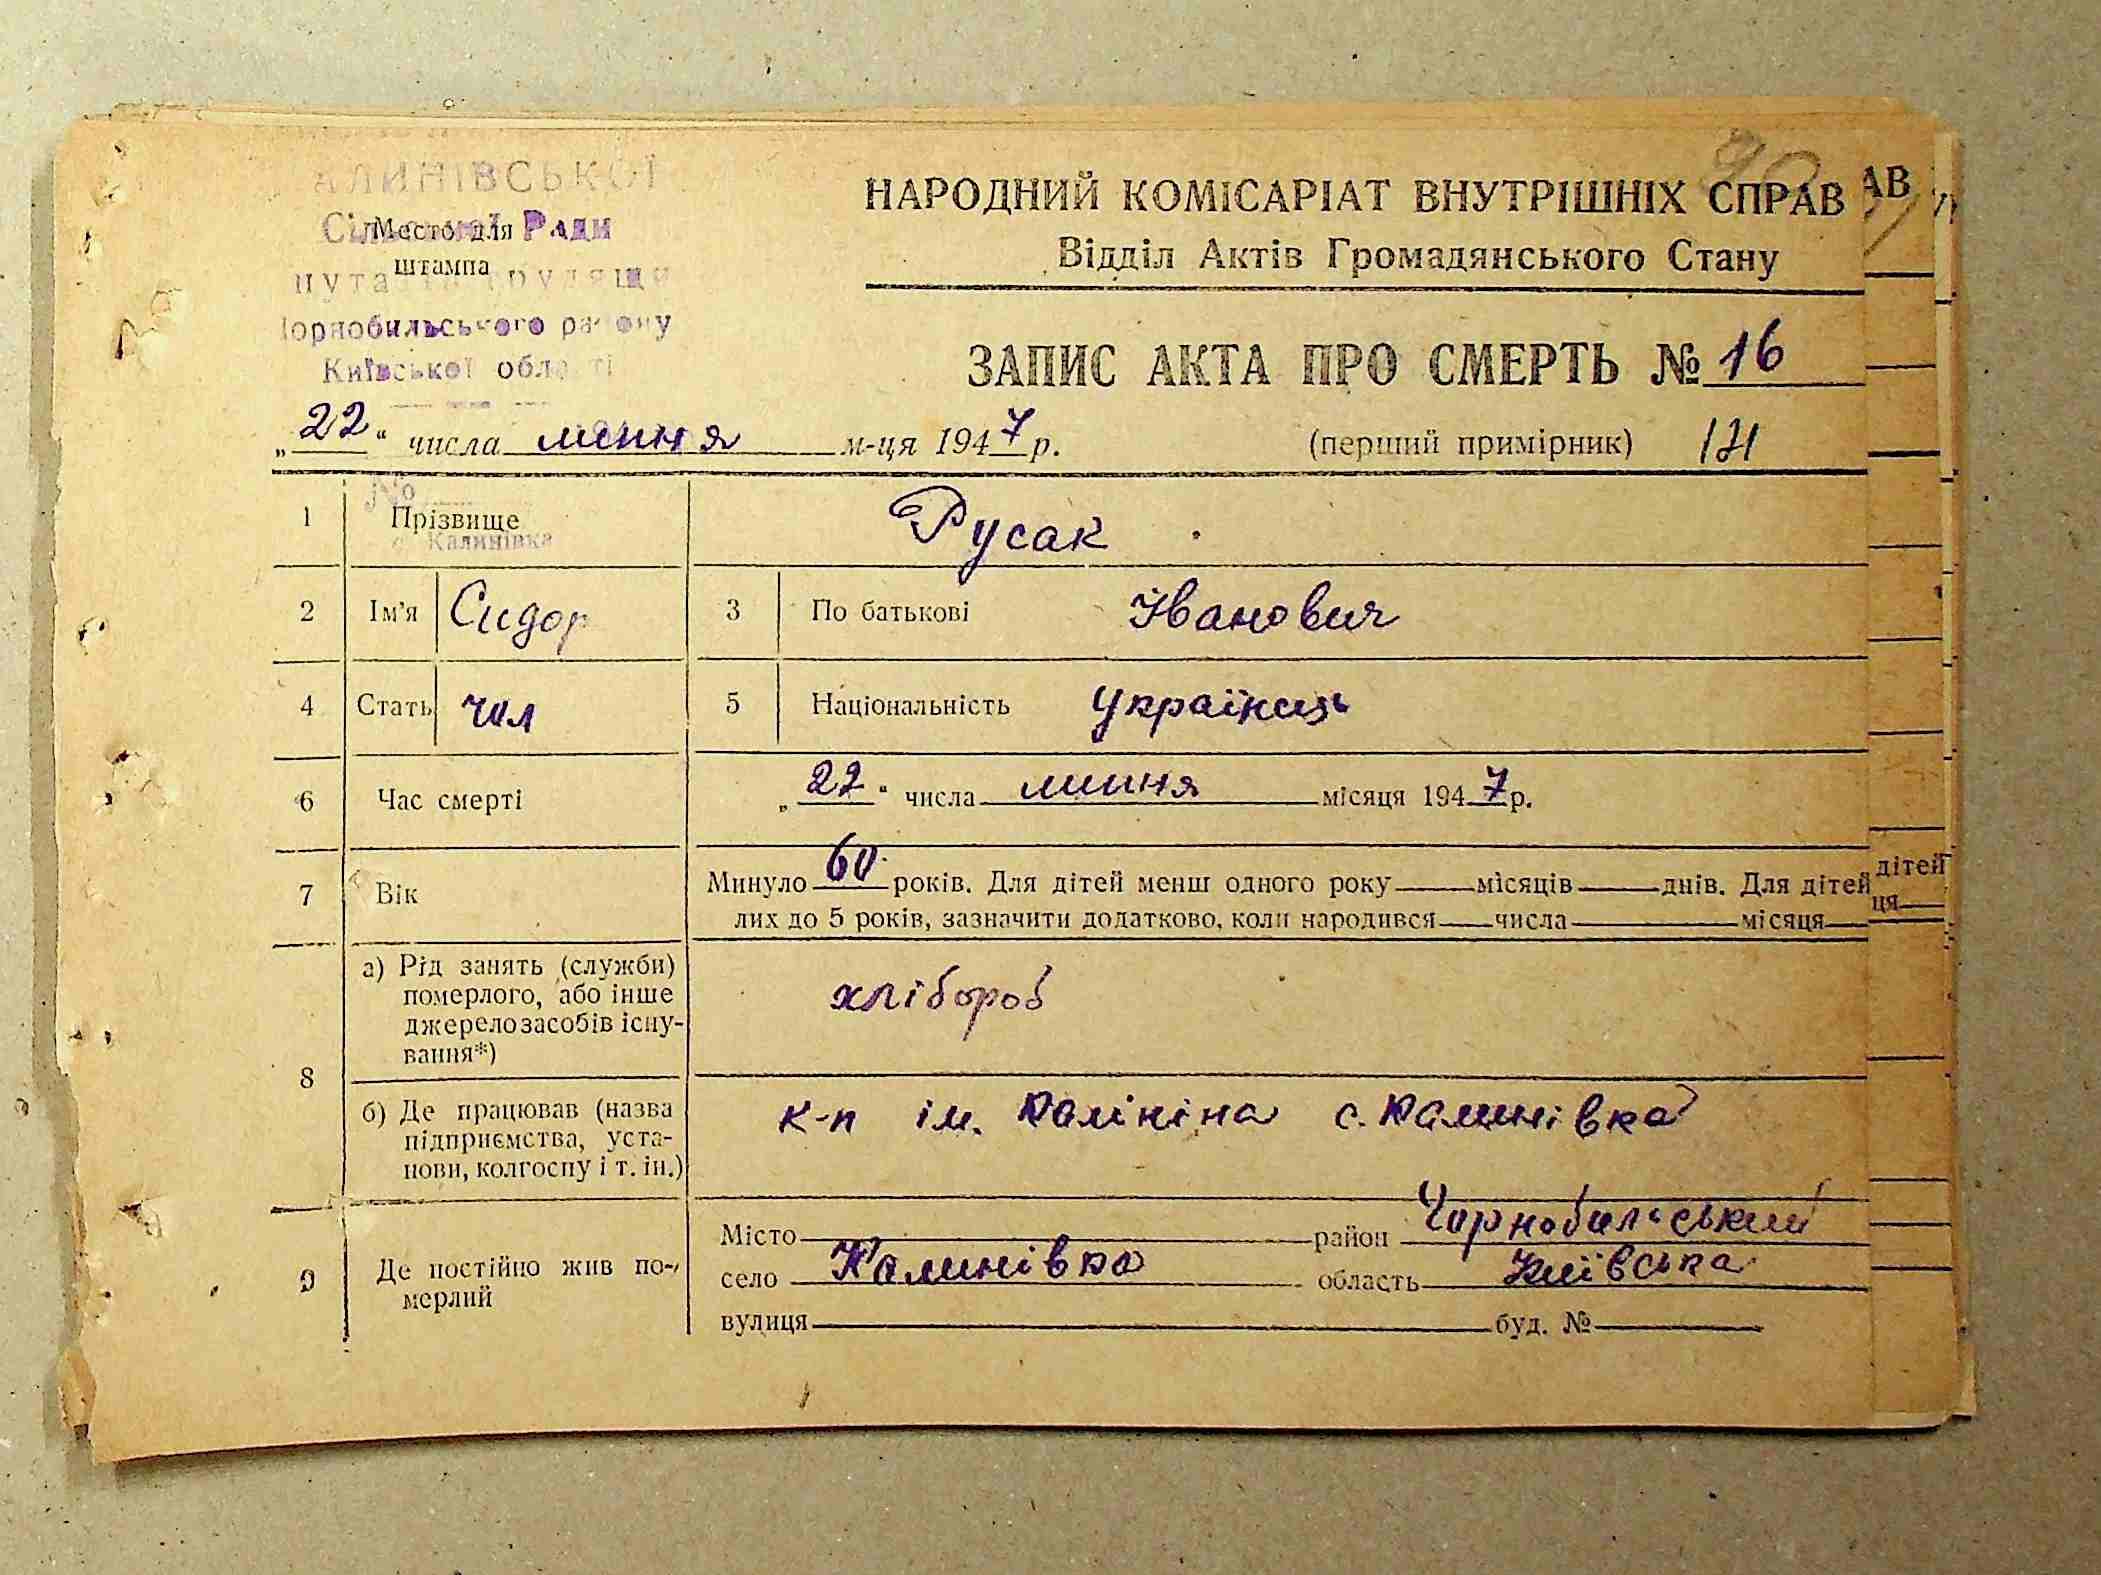 АЛИНІВСЬКОЇ
Сільської Ради
Место для
штампа
Чорнобильського району
Київської області
НАРОДНИЙ КОМІСАРІАТ ВНУТРІШНІХ СПРАВ
АВ
Відділ Актів Громадянського Стану
ЗАПИС АКТА ПРО СМЕРТЬ № 16
„22“ числа липня м-ця 1947 р.
(перший примірник) 121
№
1 Прізвище Русак
Калинівка
2 Ім'я Сидор 3 По батькові Іванович
4 Стать чол 5 Національність Українець
6 Час смерті „22“ числа липня місяця 1947 р.
7 Вік Минуло 60 років. Для дітей менш одного року місяців днів. Для дітей
дітей
лих до 5 років, зазначити додатково, коли народився числа місяця
ця
8 а) Рід занять (служби)
померлого, або інше
джерело засобів існу-
вання*)
хлібороб
б) Де працював (назва
підприємства, уста-
нови, колгоспу і т. ін.)
к-п ім. Калініна с. Калинівка
9 Де постійно жив по-
мерлий
Місто район Чорнобильський
село Калинівка область Київська
вулиця буд. №